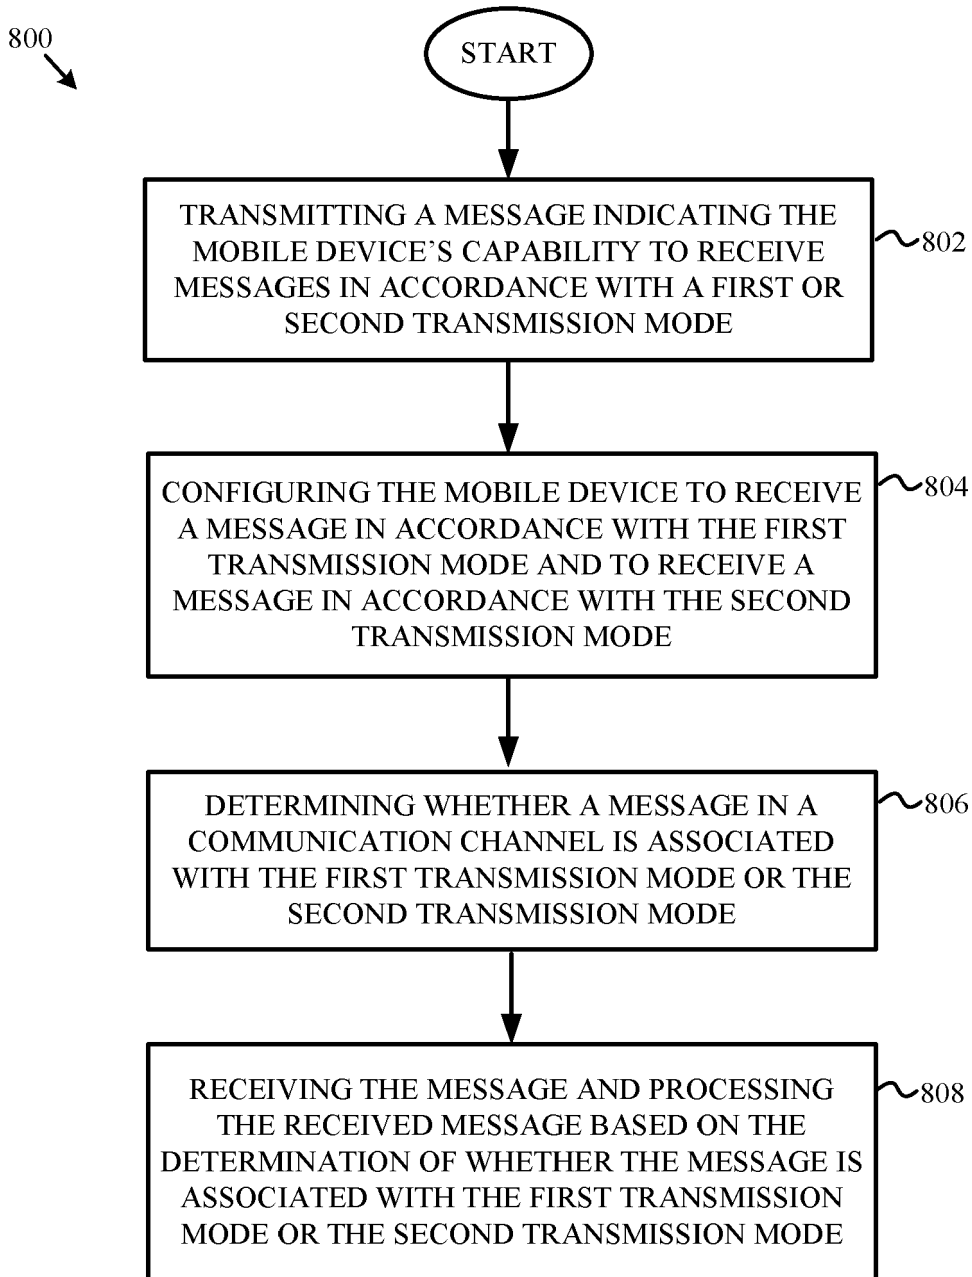 800
START
TRANSMITTING A MESSAGE INDICATING THE
MOBILE DEVICE'S CAPABILITY TO RECEIVE
MESSAGES IN ACCORDANCE WITH A FIRST OR
SECOND TRANSMISSION MODE
802
CONFIGURING THE MOBILE DEVICE TO RECEIVE
A MESSAGE IN ACCORDANCE WITH THE FIRST
TRANSMISSION MODE AND TO RECEIVE A
MESSAGE IN ACCORDANCE WITH THE SECOND
TRANSMISSION MODE
804
DETERMINING WHETHER A MESSAGE IN A
COMMUNICATION CHANNEL IS ASSOCIATED
WITH THE FIRST TRANSMISSION MODE OR THE
SECOND TRANSMISSION MODE
806
RECEIVING THE MESSAGE AND PROCESSING
THE RECEIVED MESSAGE BASED ON THE
DETERMINATION OF WHETHER THE MESSAGE IS
ASSOCIATED WITH THE FIRST TRANSMISSION
MODE OR THE SECOND TRANSMISSION MODE
808